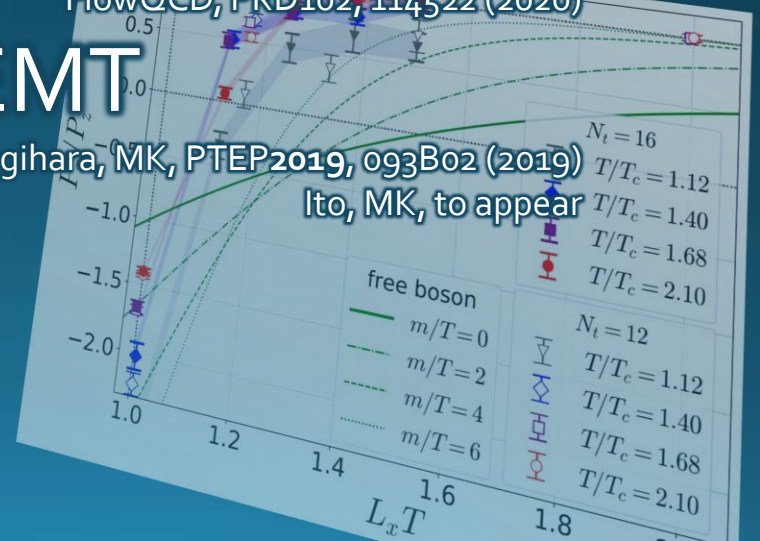 FlowQCD, PRD102, 114522 (2020)
EMT
gihara, MK, PTEP2019, 093B02 (2019)
Ito, MK, to appear
0.5
0.0
−1.0
−1.5
−2.0
1.0
1.2
1.4
1.6
1.8
L_x T
free boson
m/T=0
m/T=2
m/T=4
m/T=6
N_t = 16
T/T_c = 1.12
T/T_c = 1.40
T/T_c = 1.68
T/T_c = 2.10
N_t = 12
T/T_c = 1.12
T/T_c = 1.40
T/T_c = 1.68
T/T_c = 2.10